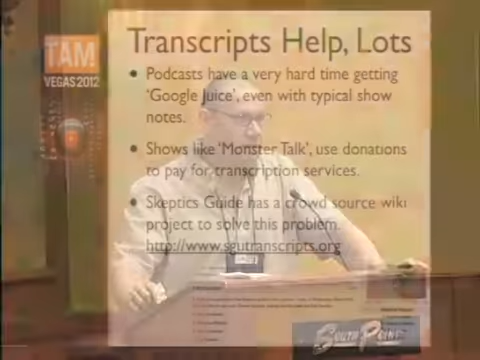 TAM!
VEGAS 2012
Transcripts Help, Lots
• Podcasts have a very hard time getting
'Google Juice', even with typical show
notes.
• Shows like 'Monster Talk', use donations
to pay for transcription services.
• Skeptics Guide has a crowd source wiki
project to solve this problem.
http://www.sgutranscripts.org
South Point